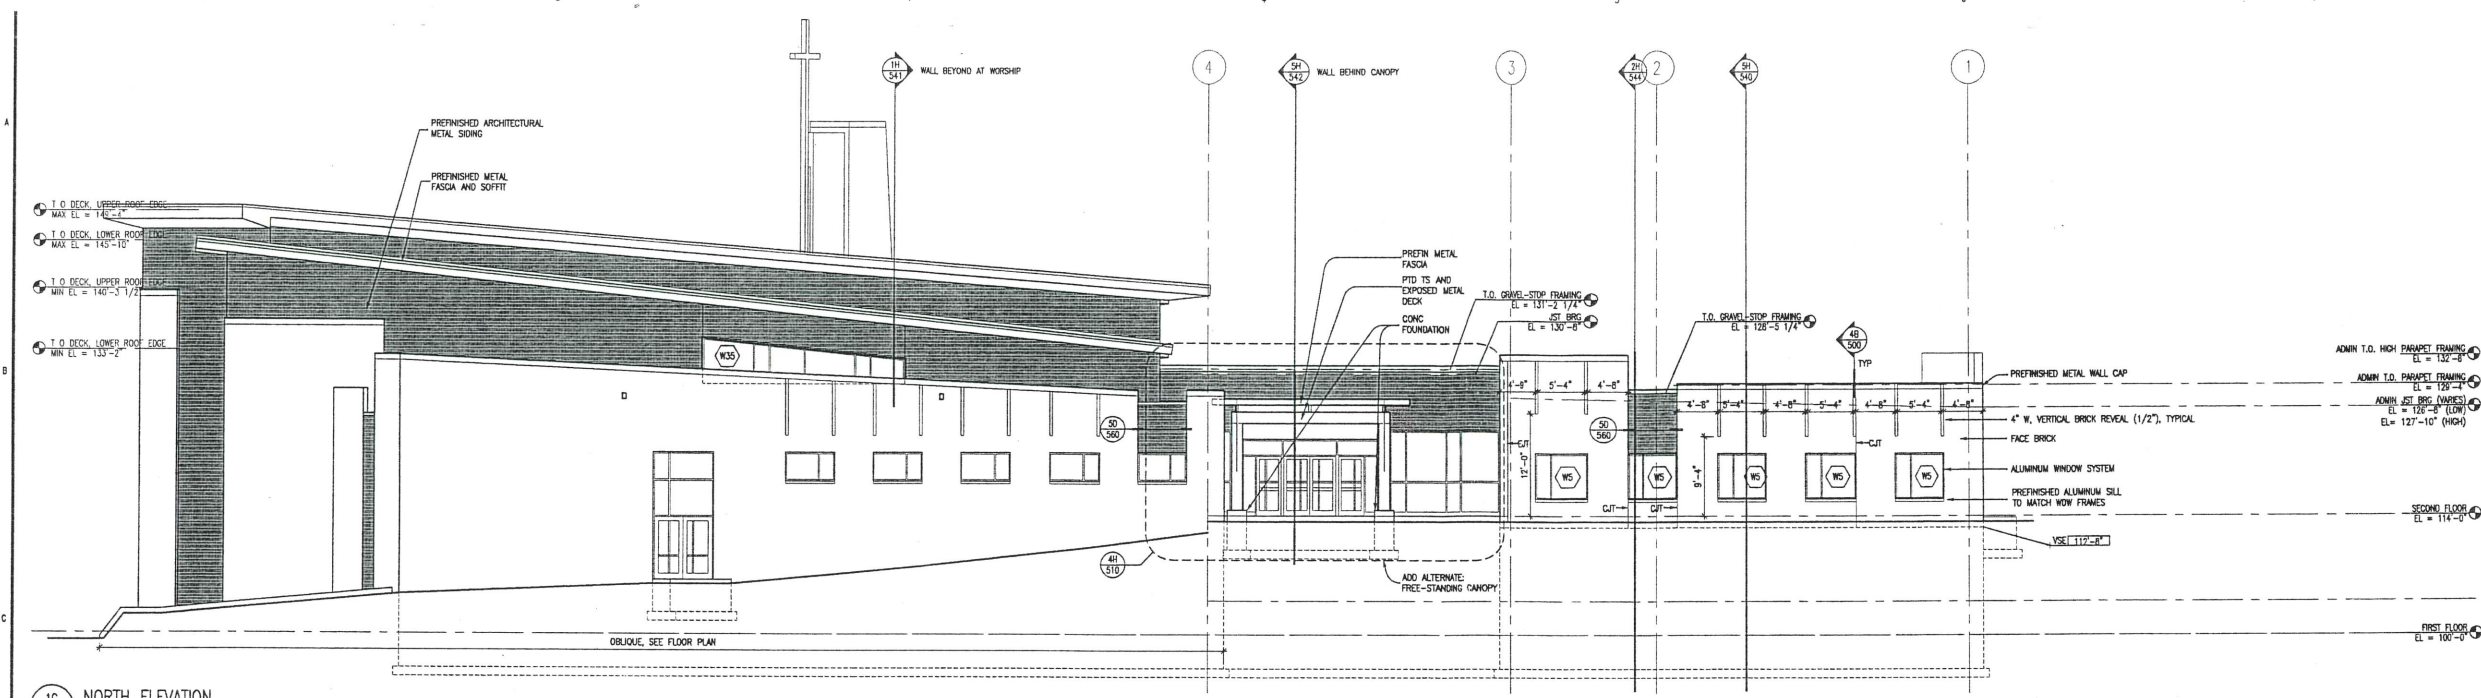 1H
541
WALL BEYOND AT WORSHIP
4
5H
542
WALL BEHIND CANOPY
3
2H
544
2
5H
540
1
A
PREFINISHED ARCHITECTURAL
METAL SIDING
PREFINISHED METAL
FASCIA AND SOFFIT
T O DECK, UPPER ROOF EDGE
MAX EL = 149'-4"
T O DECK, LOWER ROOF EDGE
MAX EL = 145'-10"
T O DECK, UPPER ROOF EDGE
MIN EL = 140'-3 1/2"
T O DECK, LOWER ROOF EDGE
MIN EL = 133'-2"
PREFIN METAL
FASCIA
PTD TS AND
EXPOSED METAL
DECK
CONC
FOUNDATION
T.O. GRAVEL-STOP FRAMING
EL = 131'-2 1/4"
JST BRG
EL = 130'-8"
T.O. GRAVEL-STOP FRAMING
EL = 128'-5 1/4"
4B
500
TYP
ADMIN T.O. HIGH PARAPET FRAMING
EL = 132'-8"
PREFINISHED METAL WALL CAP
ADMIN T.O. PARAPET FRAMING
EL = 129'-4"
ADMIN JST BRG (VARIES)
EL = 126'-8" (LOW)
EL= 127'-10" (HIGH)
B
W35
4'-9"
5'-4"
4'-8"
4'-8"
5'-4"
4'-8"
5'-4"
4'-8"
5'-4"
4'-8"
4" W, VERTICAL BRICK REVEAL (1/2"), TYPICAL
FACE BRICK
5D
560
5D
560
CJT
CJT
12'-0"
9'-4"
W5
W5
W5
W5
W5
ALUMINUM WINDOW SYSTEM
PREFINISHED ALUMINUM SILL
TO MATCH WDW FRAMES
CJT
CJT
SECOND FLOOR
EL = 114'-0"
VSE 112'-8"
4H
510
ADD ALTERNATE:
FREE-STANDING CANOPY
C
OBLIQUE, SEE FLOOR PLAN
FIRST FLOOR
EL = 100'-0"
NORTH ELEVATION